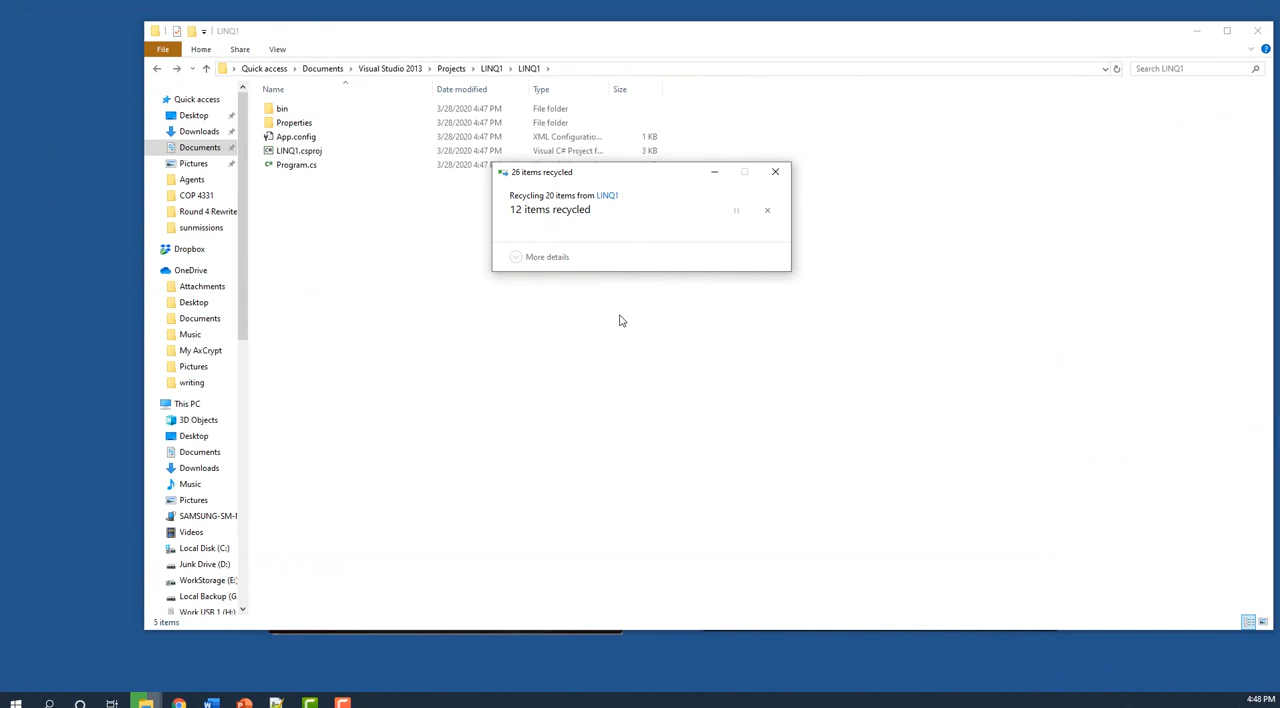 LINQ1
File Home Share View
Quick access Documents Visual Studio 2013 Projects LINQ1 LINQ1
Search LINQ1
Name Date modified Type Size
bin 3/28/2020 4:47 PM File folder
Properties 3/28/2020 4:47 PM File folder
App.config 3/28/2020 4:47 PM XML Configuratio... 1 KB
LINQ1.csproj 3/28/2020 4:47 PM Visual C# Project f... 3 KB
Program.cs 3/28/2020 4:47 PM
26 items recycled
Recycling 20 items from LINQ1
12 items recycled
More details
Quick access
Desktop
Downloads
Documents
Pictures
Agents
COP 4331
Round 4 Rewrite
sunmissions
Dropbox
OneDrive
Attachments
Desktop
Documents
Music
My AxCrypt
Pictures
writing
This PC
3D Objects
Desktop
Documents
Downloads
Music
Pictures
SAMSUNG-SM-
Videos
Local Disk (C:)
Junk Drive (D:)
WorkStorage (E:
Local Backup (G
Work USB 1 (H:)
5 items
4:48 PM